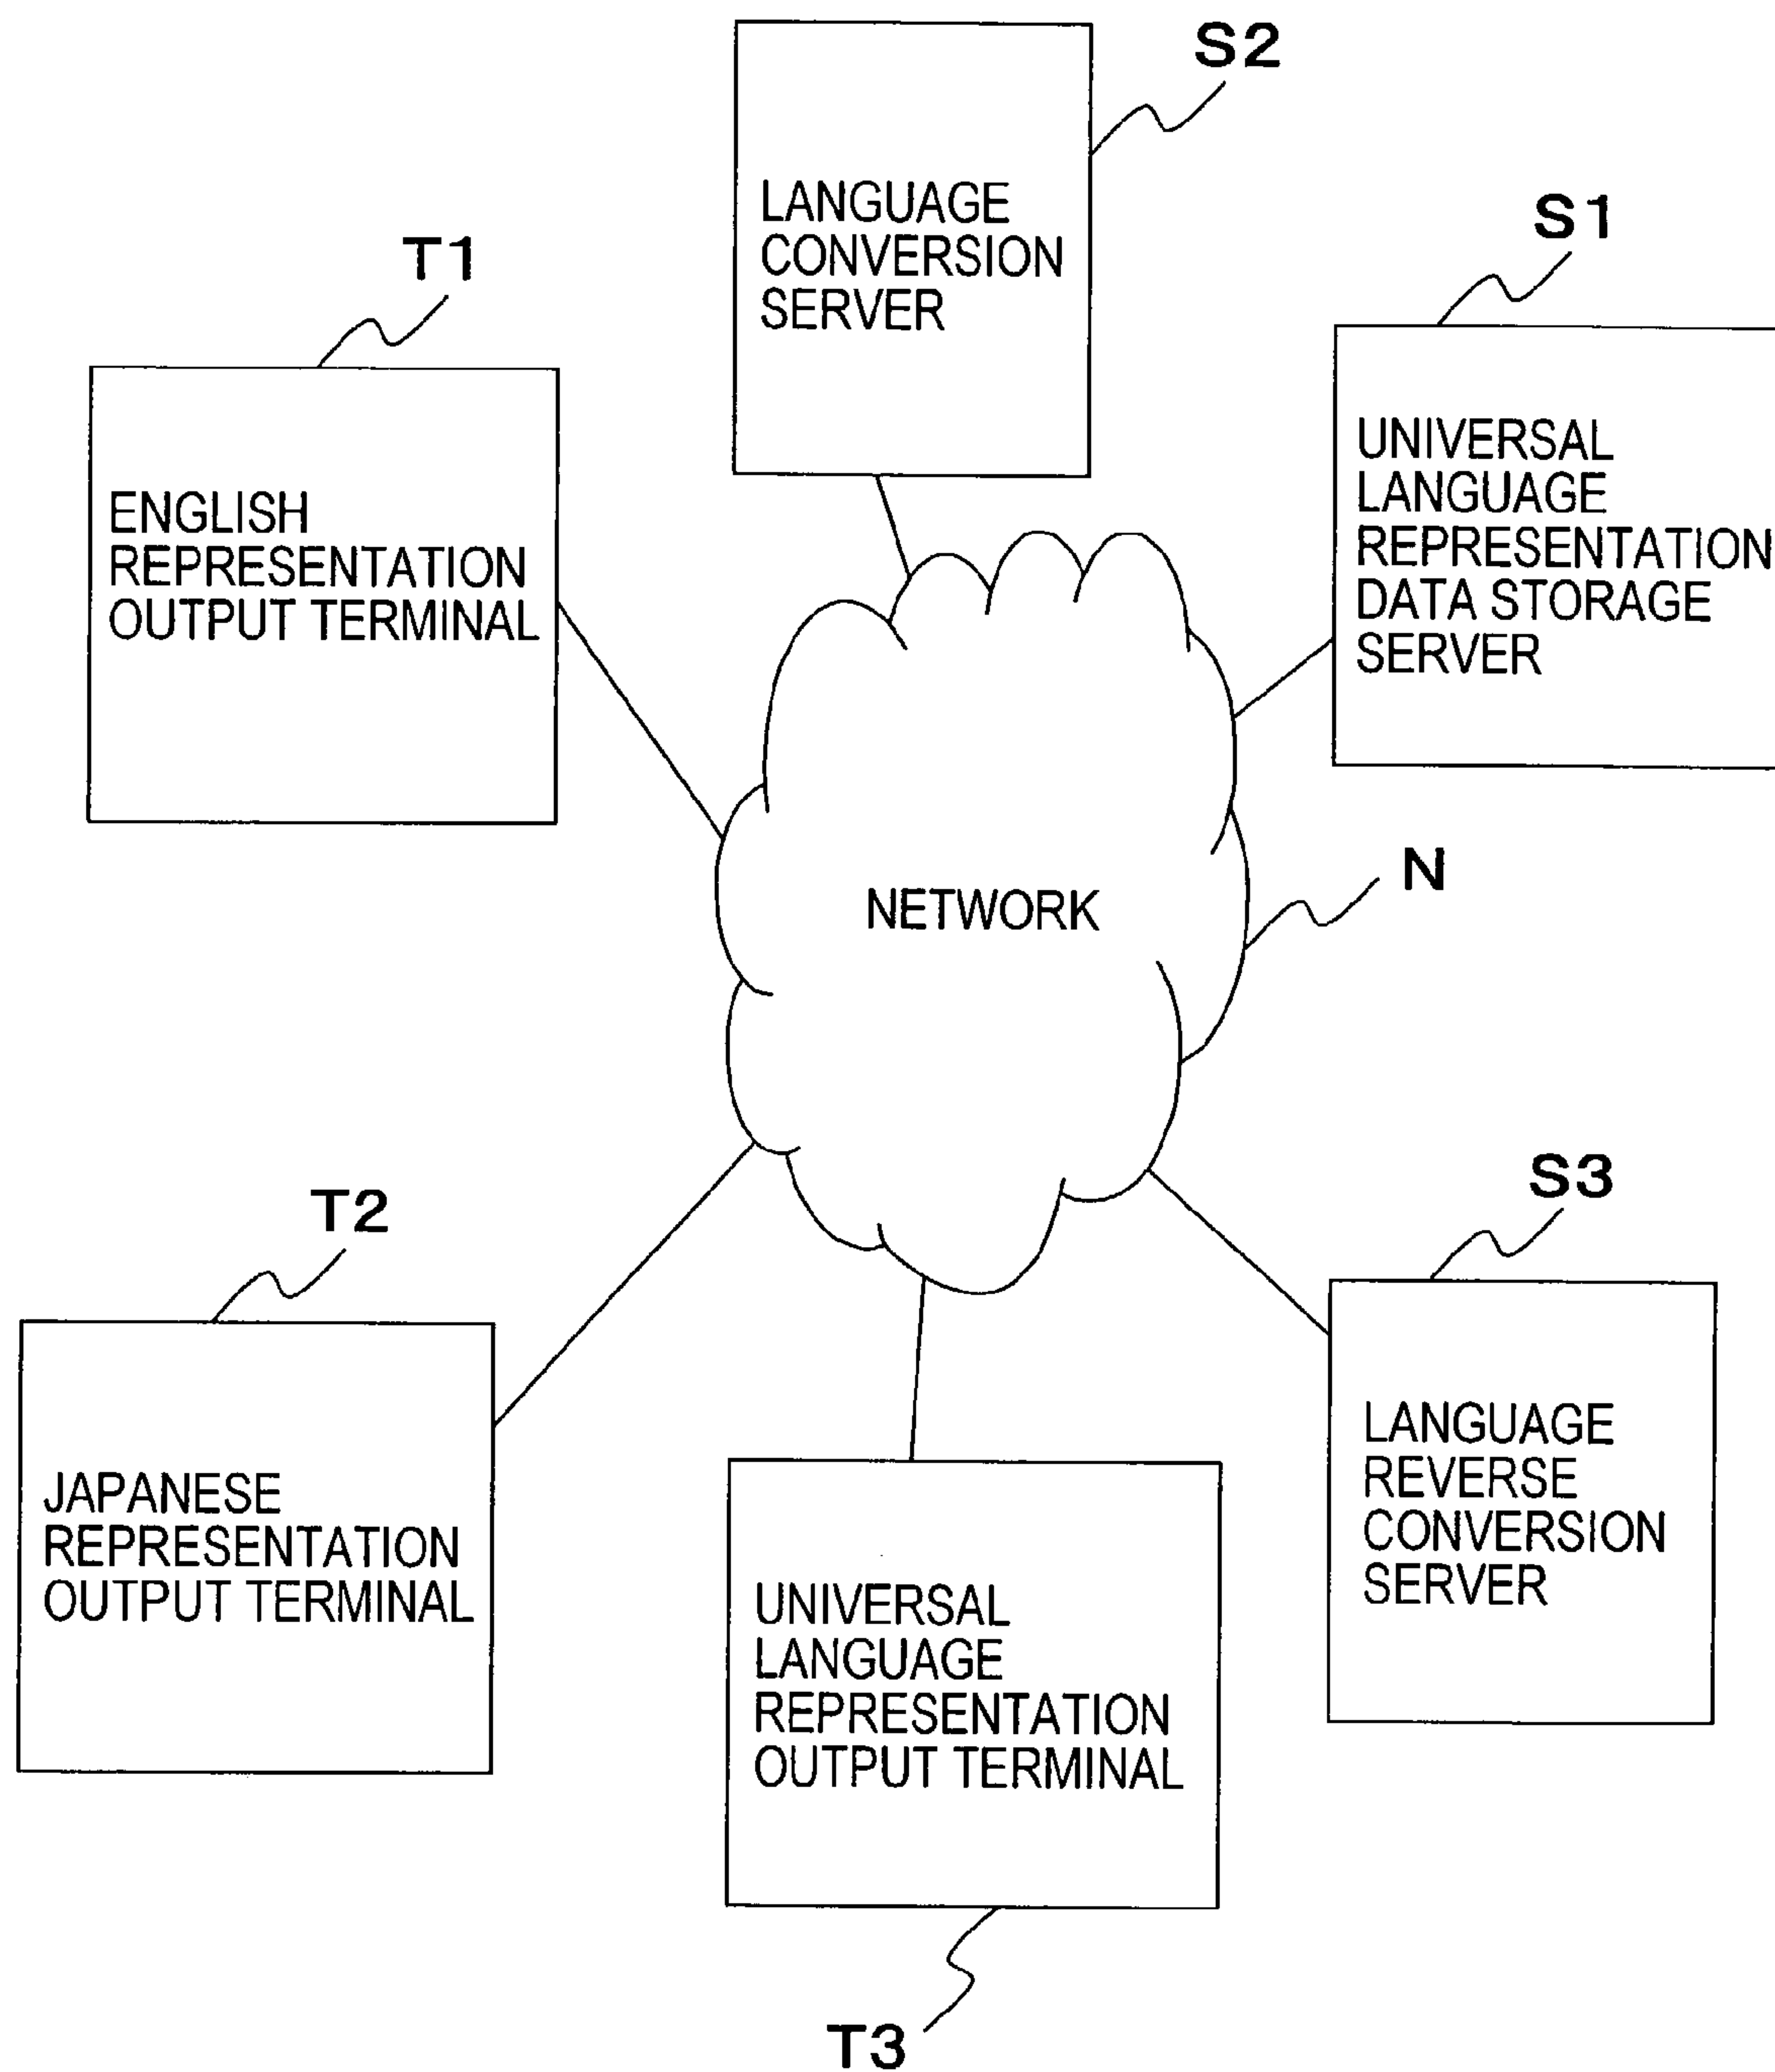 S2
LANGUAGE
CONVERSION
SERVER
S1
UNIVERSAL
LANGUAGE
REPRESENTATION
DATA STORAGE
SERVER
T1
ENGLISH
REPRESENTATION
OUTPUT TERMINAL
NETWORK
N
T2
JAPANESE
REPRESENTATION
OUTPUT TERMINAL
S3
LANGUAGE
REVERSE
CONVERSION
SERVER
UNIVERSAL
LANGUAGE
REPRESENTATION
OUTPUT TERMINAL
T3